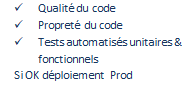 ✓ Qualité du code
✓ Propreté du code
✓ Tests automatisés unitaires &
fonctionnels
Si OK déploiement Prod